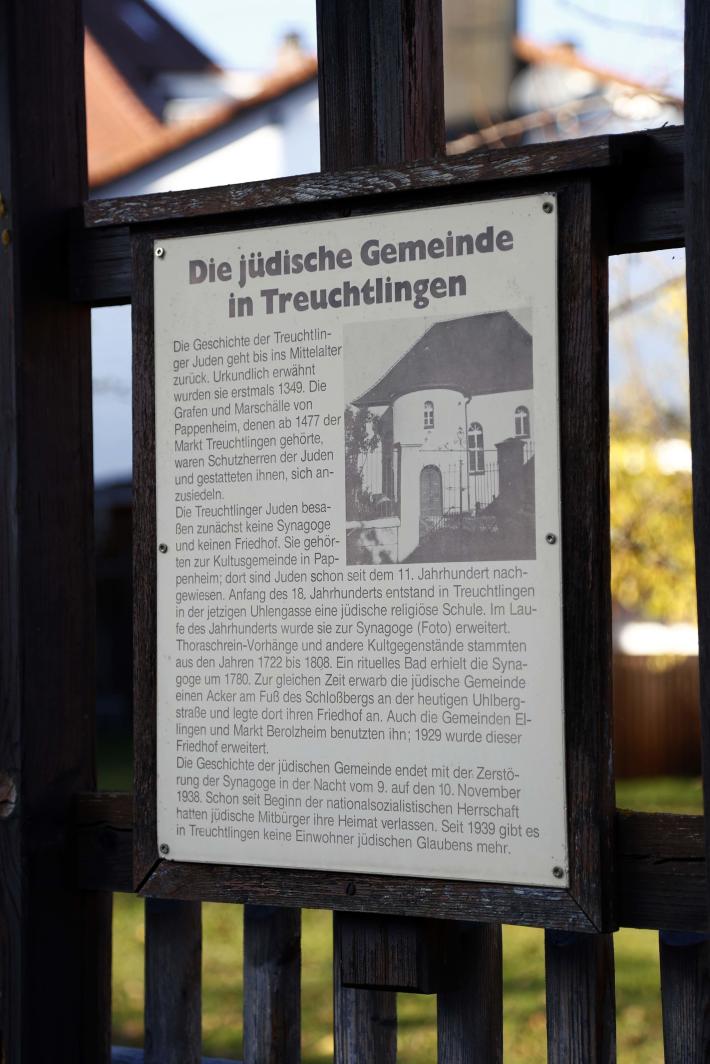 Die jüdische Gemeinde
in Treuchtlingen
Die Geschichte der Treuchtlin-
ger Juden geht bis ins Mittelalter
zurück. Urkundlich erwähnt
wurden sie erstmals 1349. Die
Grafen und Marschälle von
Pappenheim, denen ab 1477 der
Markt Treuchtlingen gehörte,
waren Schutzherren der Juden
und gestatteten ihnen, sich an-
zusiedeln.
Die Treuchtlinger Juden besa-
ßen zunächst keine Synagoge
und keinen Friedhof. Sie gehör-
ten zur Kultusgemeinde in Pap-
penheim; dort sind Juden schon seit dem 11. Jahrhundert nach-
gewiesen. Anfang des 18. Jahrhunderts entstand in Treuchtlingen
in der jetzigen Uhlengasse eine jüdische religiöse Schule. Im Lau-
fe des Jahrhunderts wurde sie zur Synagoge (Foto) erweitert.
Thoraschrein-Vorhänge und andere Kultgegenstände stammten
aus den Jahren 1722 bis 1808. Ein rituelles Bad erhielt die Syna-
goge um 1780. Zur gleichen Zeit erwarb die jüdische Gemeinde
einen Acker am Fuß des Schloßbergs an der heutigen Uhlberg-
straße und legte dort ihren Friedhof an. Auch die Gemeinden El-
lingen und Markt Berolzheim benutzten ihn; 1929 wurde dieser
Friedhof erweitert.
Die Geschichte der jüdischen Gemeinde endet mit der Zerstö-
rung der Synagoge in der Nacht vom 9. auf den 10. November
1938. Schon seit Beginn der nationalsozialistischen Herrschaft
hatten jüdische Mitbürger ihre Heimat verlassen. Seit 1939 gibt es
in Treuchtlingen keine Einwohner jüdischen Glaubens mehr.